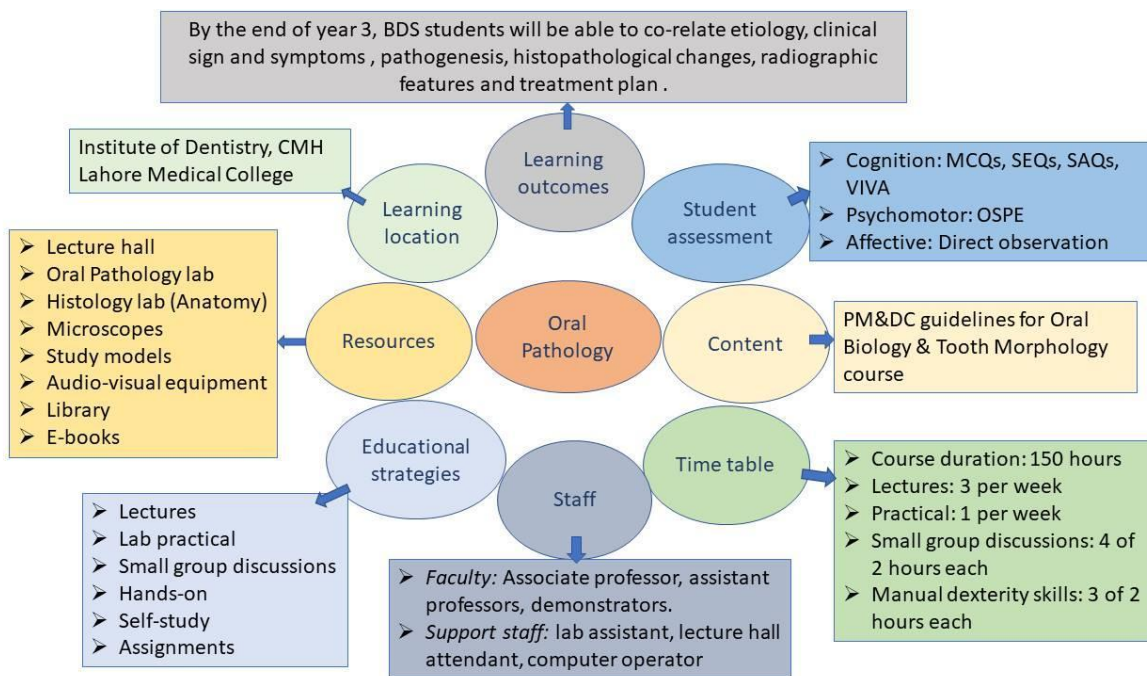 By the end of year 3, BDS students will be able to co-relate etiology, clinical
sign and symptoms , pathogenesis, histopathological changes, radiographic
features and treatment plan .
Institute of Dentistry, CMH
Lahore Medical College
Learning
outcomes
Learning
location
Student
assessment
➢ Cognition: MCQs, SEQs, SAQs,
VIVA
➢ Psychomotor: OSPE
➢ Affective: Direct observation
➢ Lecture hall
➢ Oral Pathology lab
➢ Histology lab (Anatomy)
➢ Microscopes
➢ Study models
➢ Audio-visual equipment
➢ Library
➢ E-books
Resources
Oral
Pathology
Content
PM&DC guidelines for Oral
Biology & Tooth Morphology
course
Educational
strategies
Staff
Time table
➢ Course duration: 150 hours
➢ Lectures: 3 per week
➢ Practical: 1 per week
➢ Small group discussions: 4 of
2 hours each
➢ Manual dexterity skills: 3 of 2
hours each
➢ Lectures
➢ Lab practical
➢ Small group discussions
➢ Hands-on
➢ Self-study
➢ Assignments
➢ Faculty: Associate professor, assistant
professors, demonstrators.
➢ Support staff: lab assistant, lecture hall
attendant, computer operator